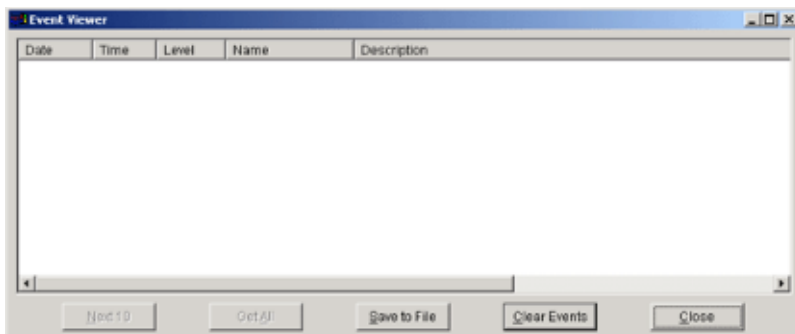 Event Viewer
Date Time Level Name Description
Next 10 Get All Save to File Clear Events Close